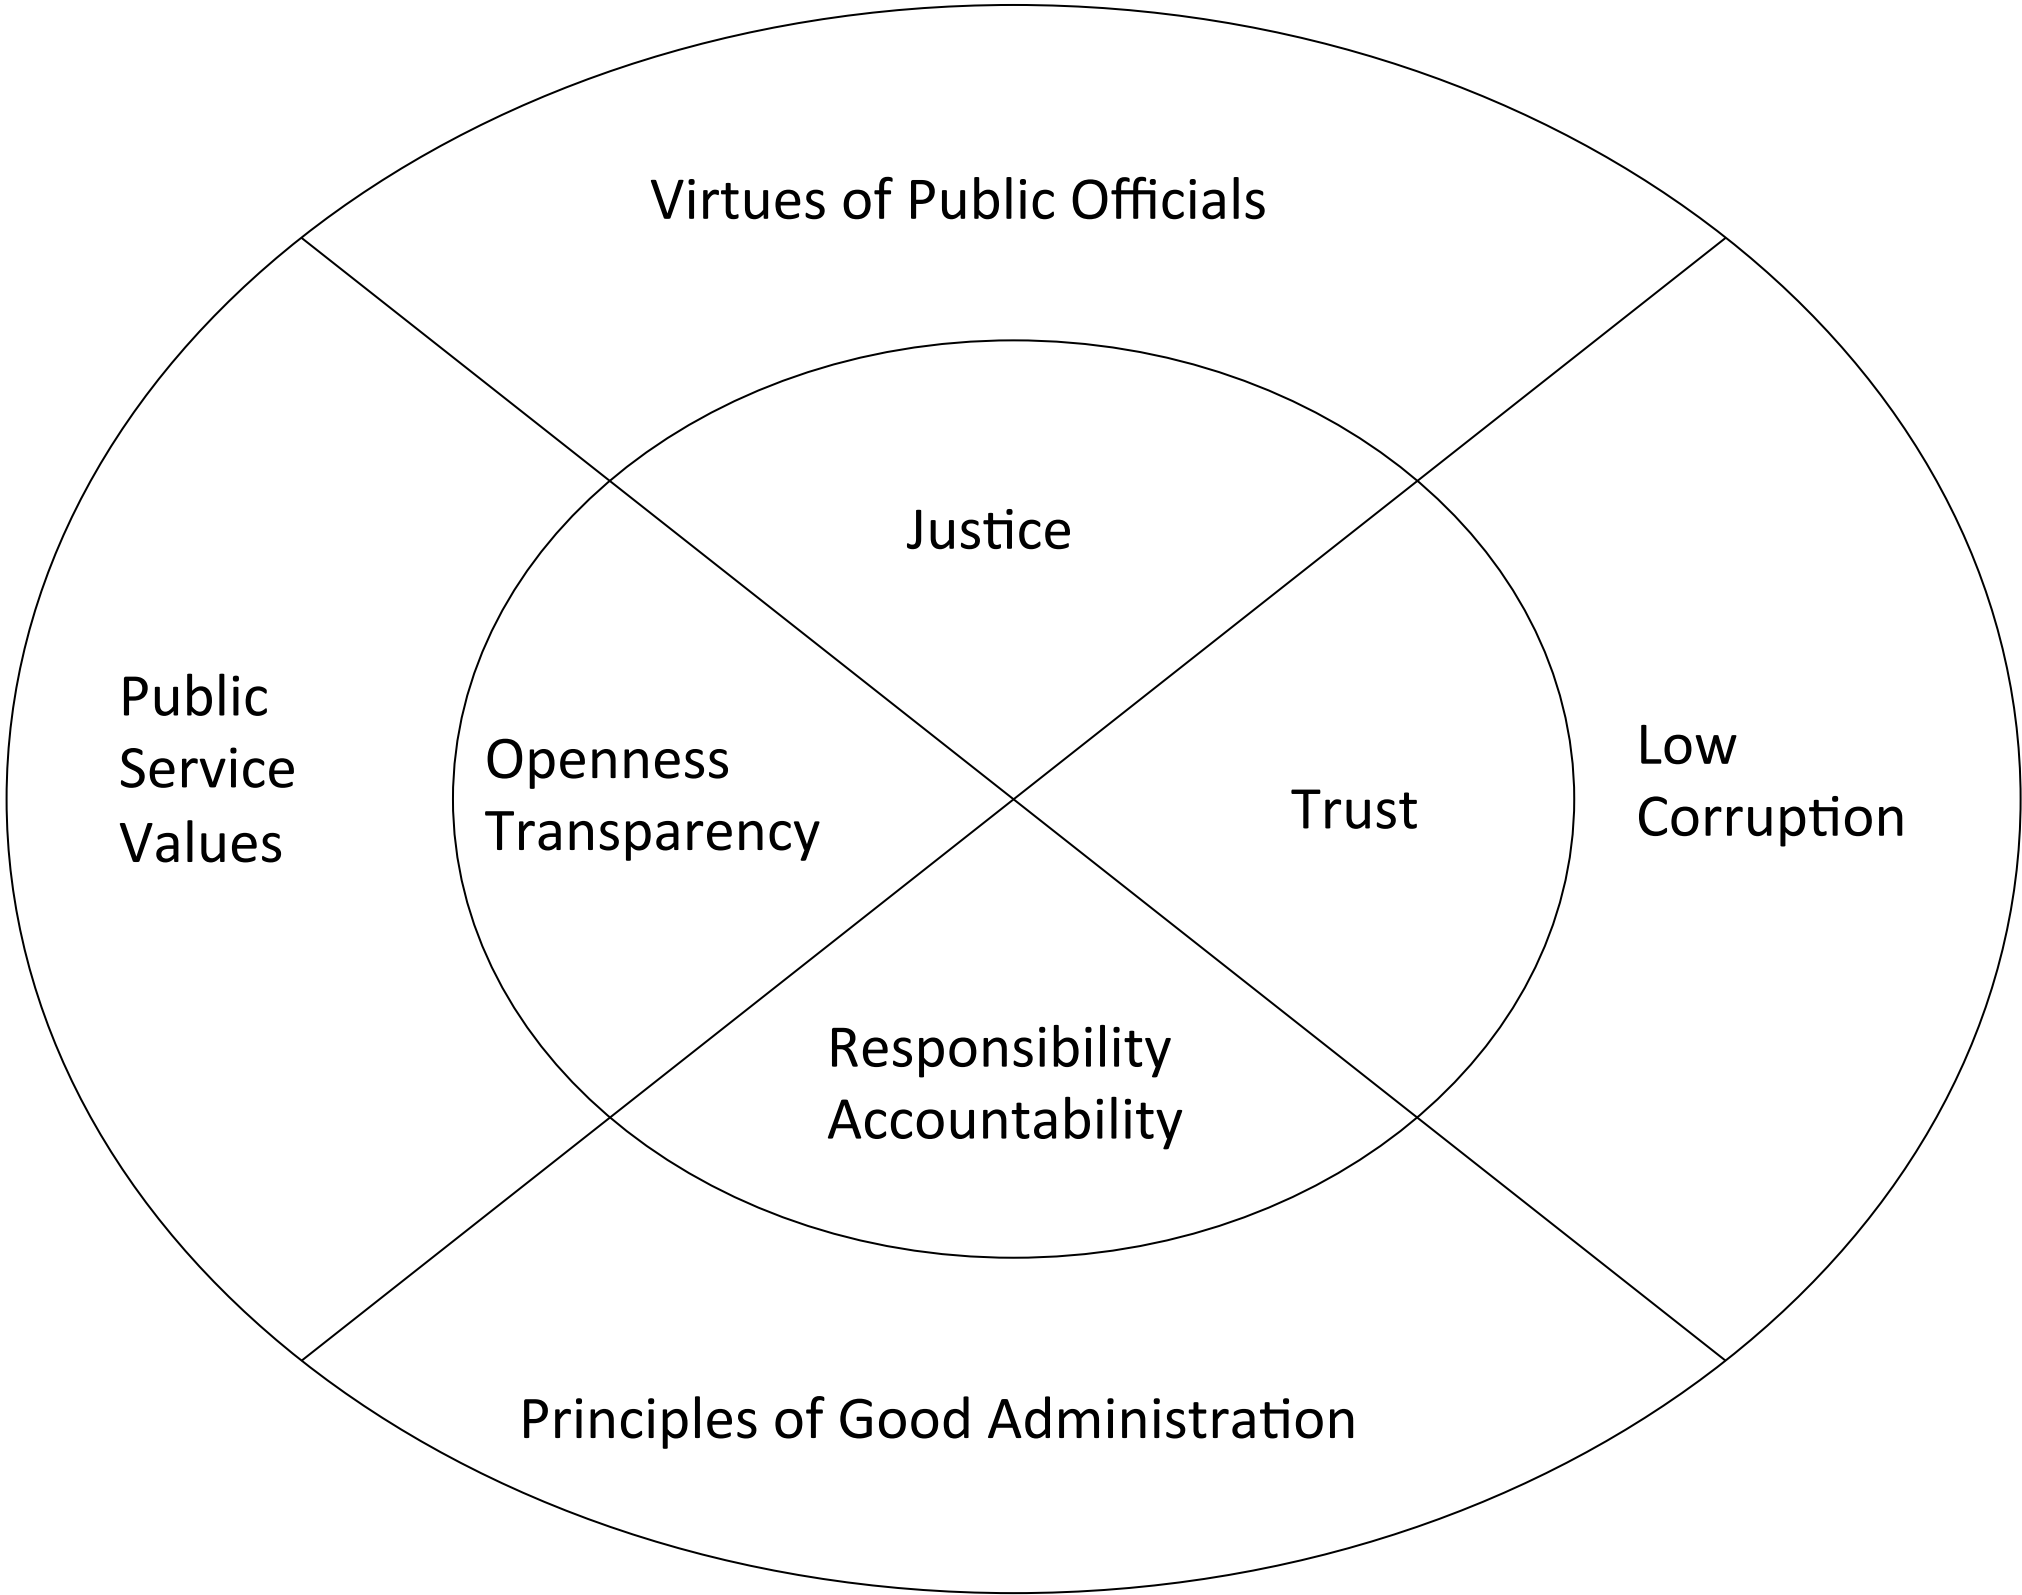 Virtues of Public Officials
Justice
Public
Service
Values
Openness
Transparency
Trust
Low
Corruption
Responsibility
Accountability
Principles of Good Administration